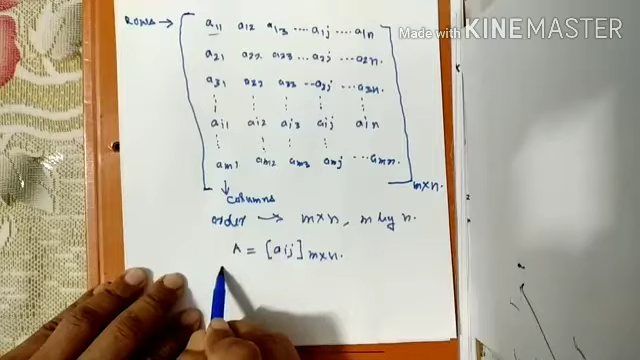 Made with KINEMASTER
Rows → a11 a12 a13 ....a1j .... a1n
a21 a22 a23 ...a2j ...a2n.
a31 a32 a33 ...a3j ...a3n.
ai1 ai2 ai3 aij ain
am1 am2 am3 amj ...amn. m×n.
columns
order → m×n, m by n.
A = [aij] m×n.